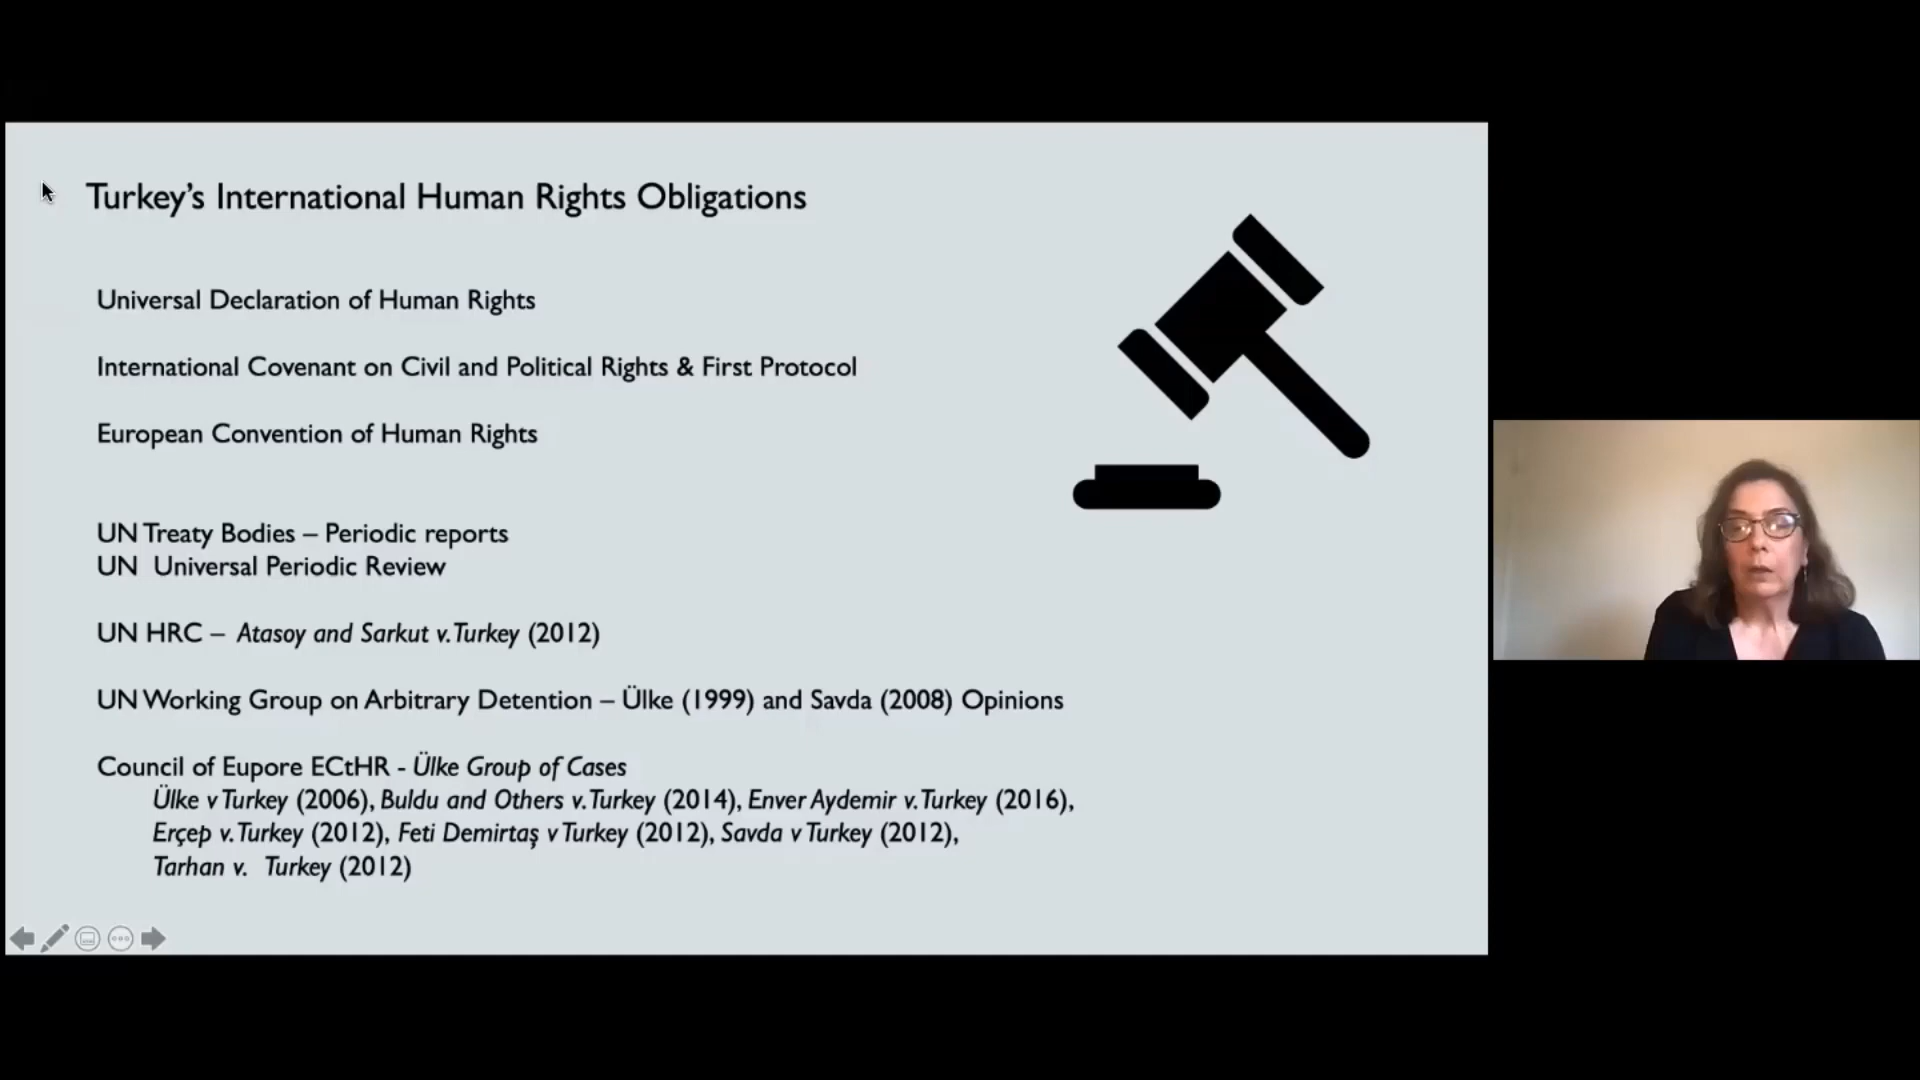 Turkey's International Human Rights Obligations
Universal Declaration of Human Rights
International Covenant on Civil and Political Rights & First Protocol
European Convention of Human Rights
UN Treaty Bodies – Periodic reports
UN Universal Periodic Review
UN HRC – Atasoy and Sarkut v. Turkey (2012)
UN Working Group on Arbitrary Detention – Ülke (1999) and Savda (2008) Opinions
Council of Eupore ECtHR - Ülke Group of Cases
Ülke v Turkey (2006), Buldu and Others v. Turkey (2014), Enver Aydemir v. Turkey (2016),
Erçep v. Turkey (2012), Feti Demirtaş v Turkey (2012), Savda v Turkey (2012),
Tarhan v. Turkey (2012)